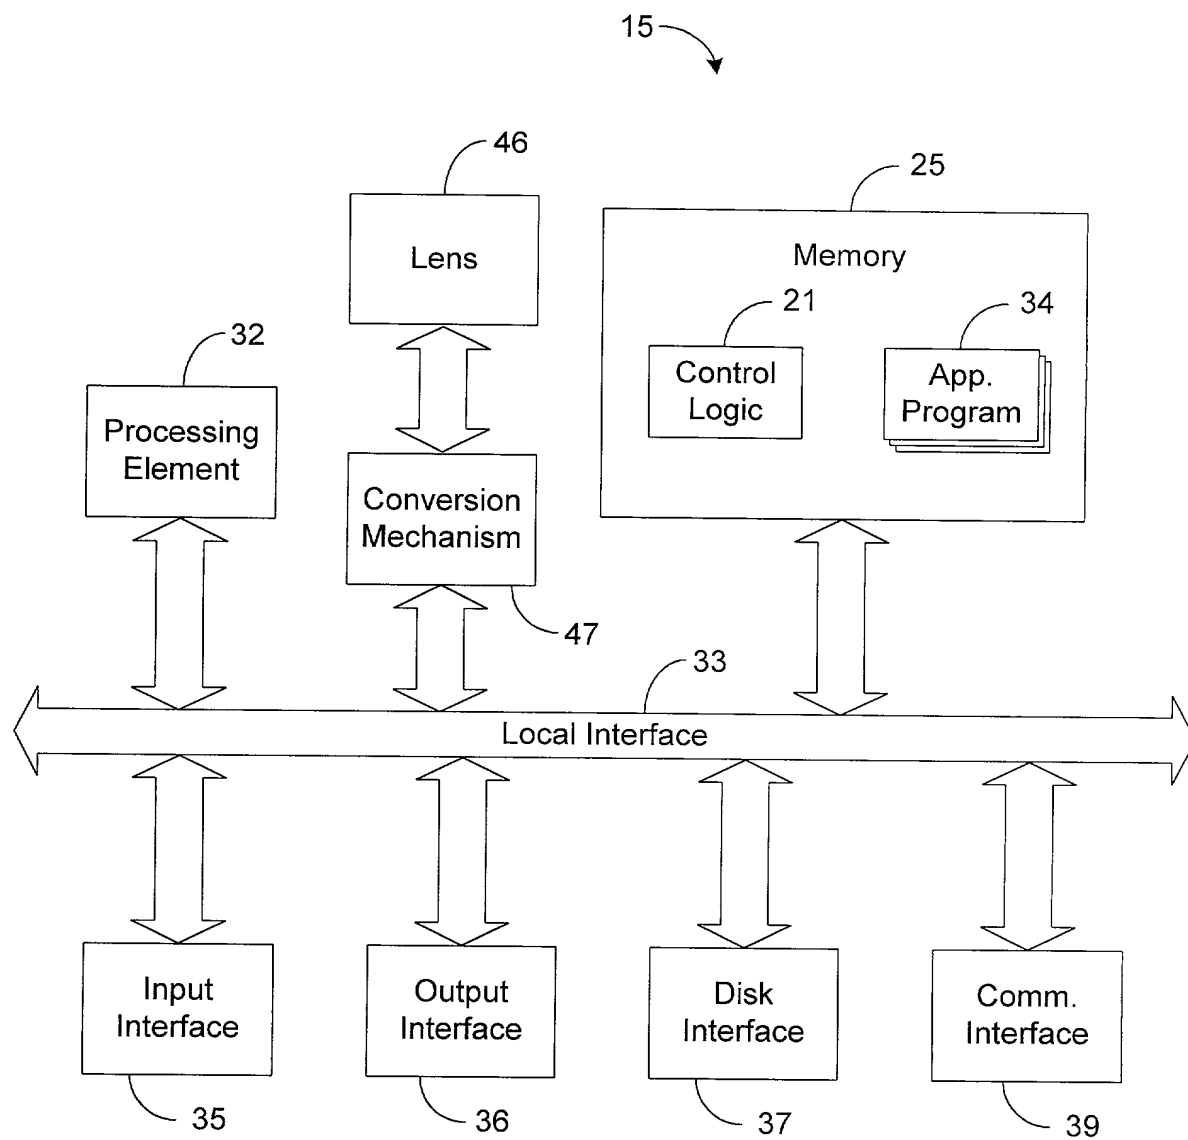 15
46
25
Lens
Memory
32
21
34
Processing
Element
Control
Logic
App.
Program
Conversion
Mechanism
47
33
Local Interface
Input
Interface
Output
Interface
Disk
Interface
Comm.
Interface
35
36
37
39